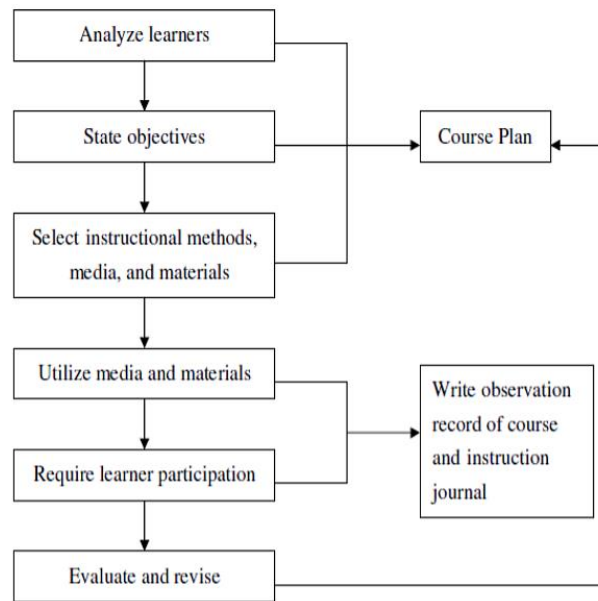 Analyze learners
State objectives
Course Plan
Select instructional methods,
media, and materials
Utilize media and materials
Write observation
record of course
and instruction
journal
Require learner participation
Evaluate and revise